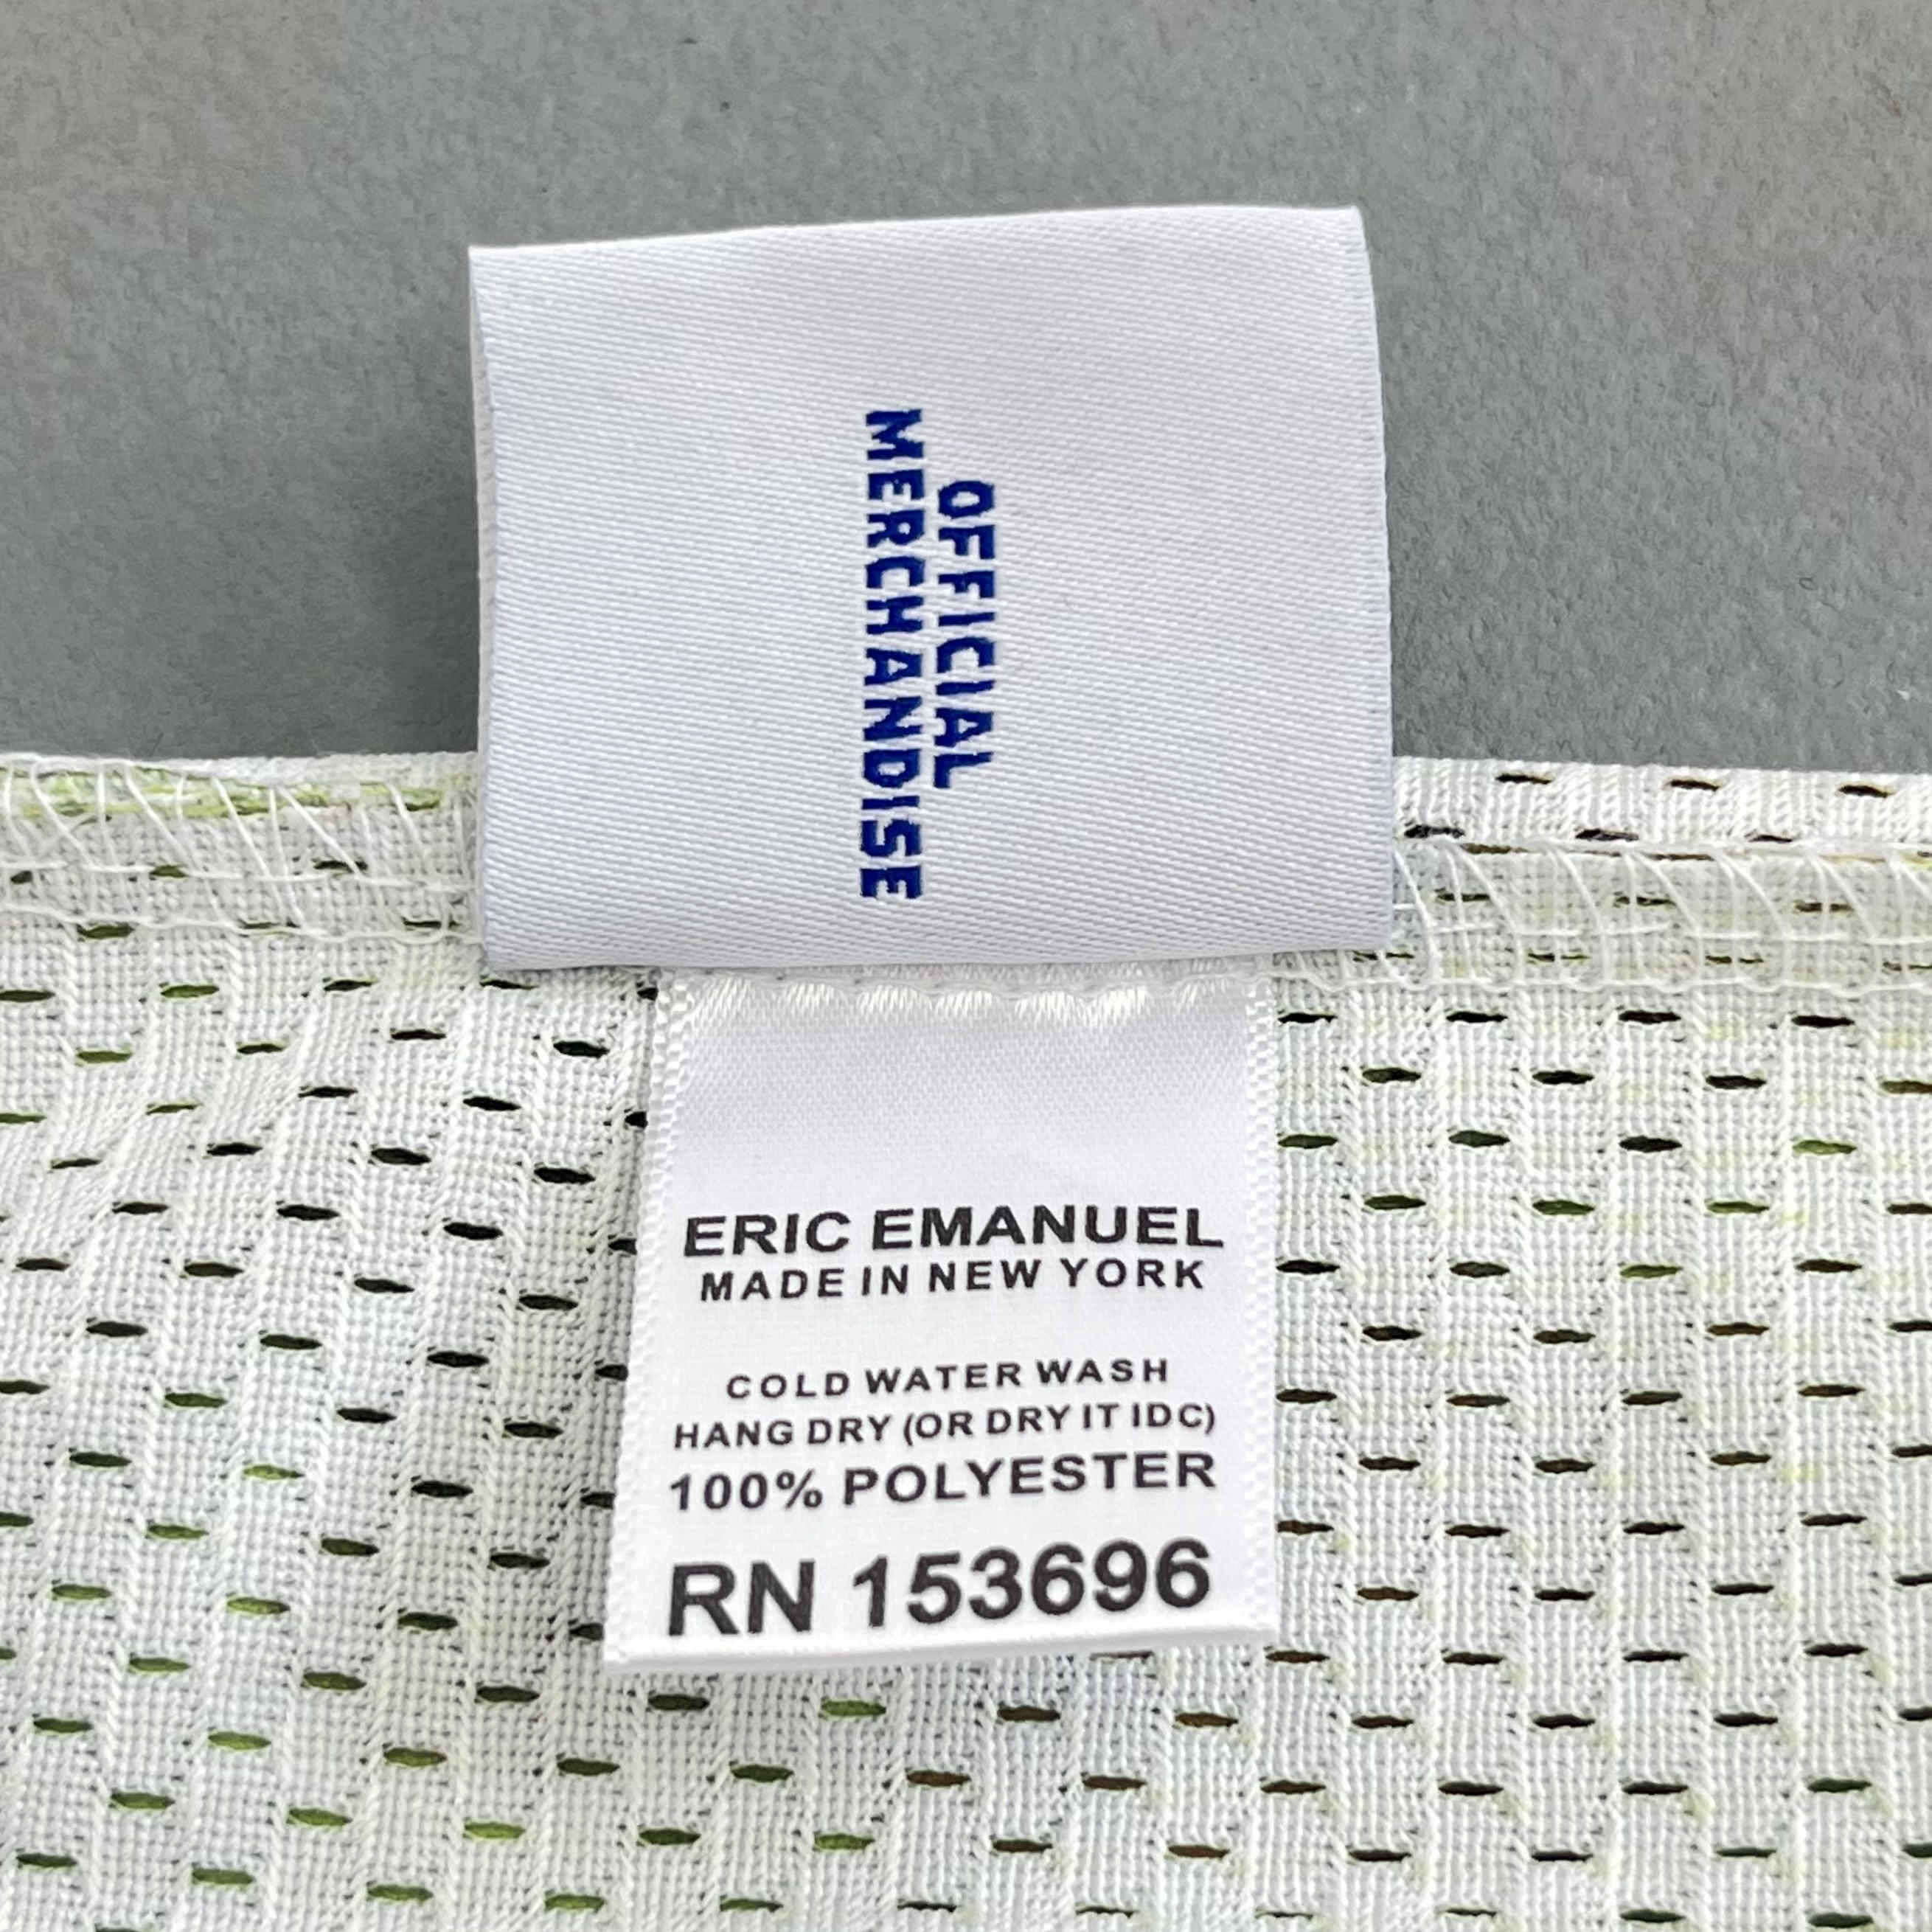 OFFICIAL
MERCHANDISE
ERIC EMANUEL
MADE IN NEW YORK
COLD WATER WASH
HANG DRY (OR DRY IT IDC)
100% POLYESTER
RN 153696